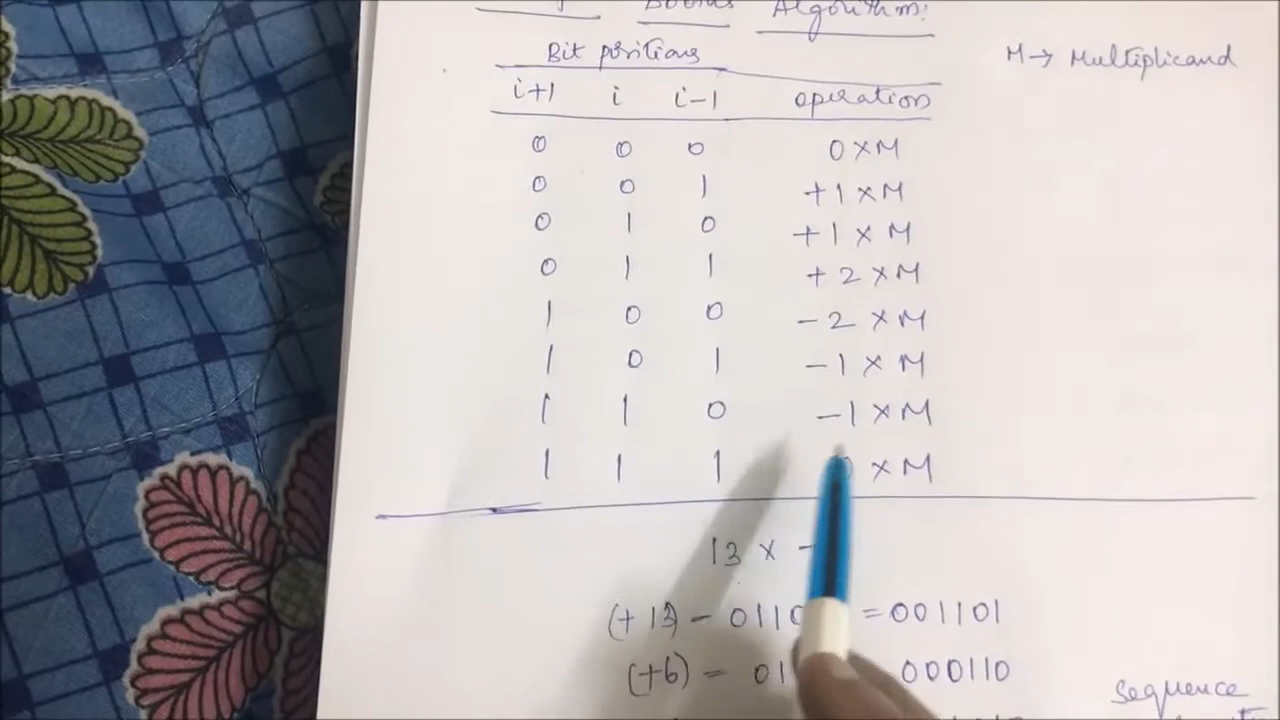 Algorithm:
Bit positions
M → Multiplicand
i+1 i i-1 operation
0 0 0 0 x M
0 0 1 +1 x M
0 1 0 +1 x M
0 1 1 +2 x M
1 0 0 -2 x M
1 0 1 -1 x M
1 1 0 -1 x M
1 1 1 x M
13 x -
(+13) - 0110 = 001101
(+6) = 01 000110
Sequence